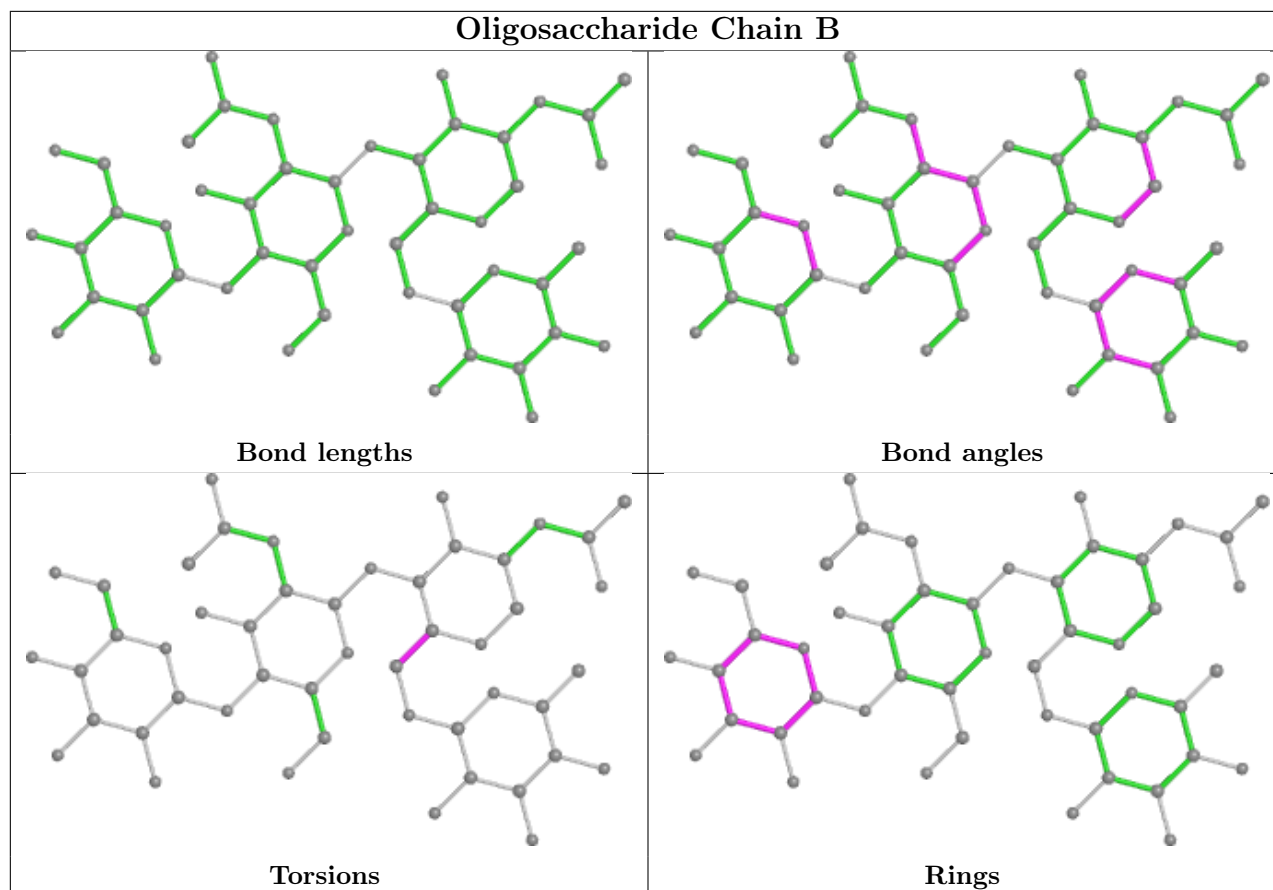 Oligosaccharide Chain B
Bond lengths
Bond angles
Torsions
Rings